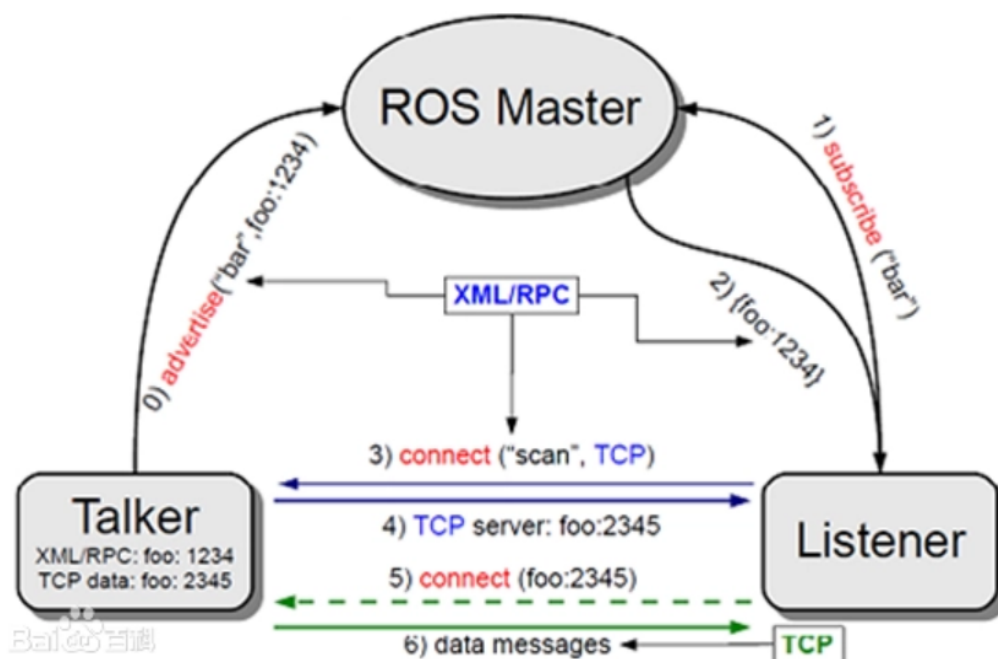 ROS Master
0) advertise("bar",foo:1234)
1) subscribe ("bar")
XML/RPC
2) {foo:1234}
3) connect ("scan", TCP)
Talker
XML/RPC: foo: 1234
TCP data: foo: 2345
4) TCP server: foo:2345
Listener
5) connect (foo:2345)
6) data messages
TCP
Bai百科